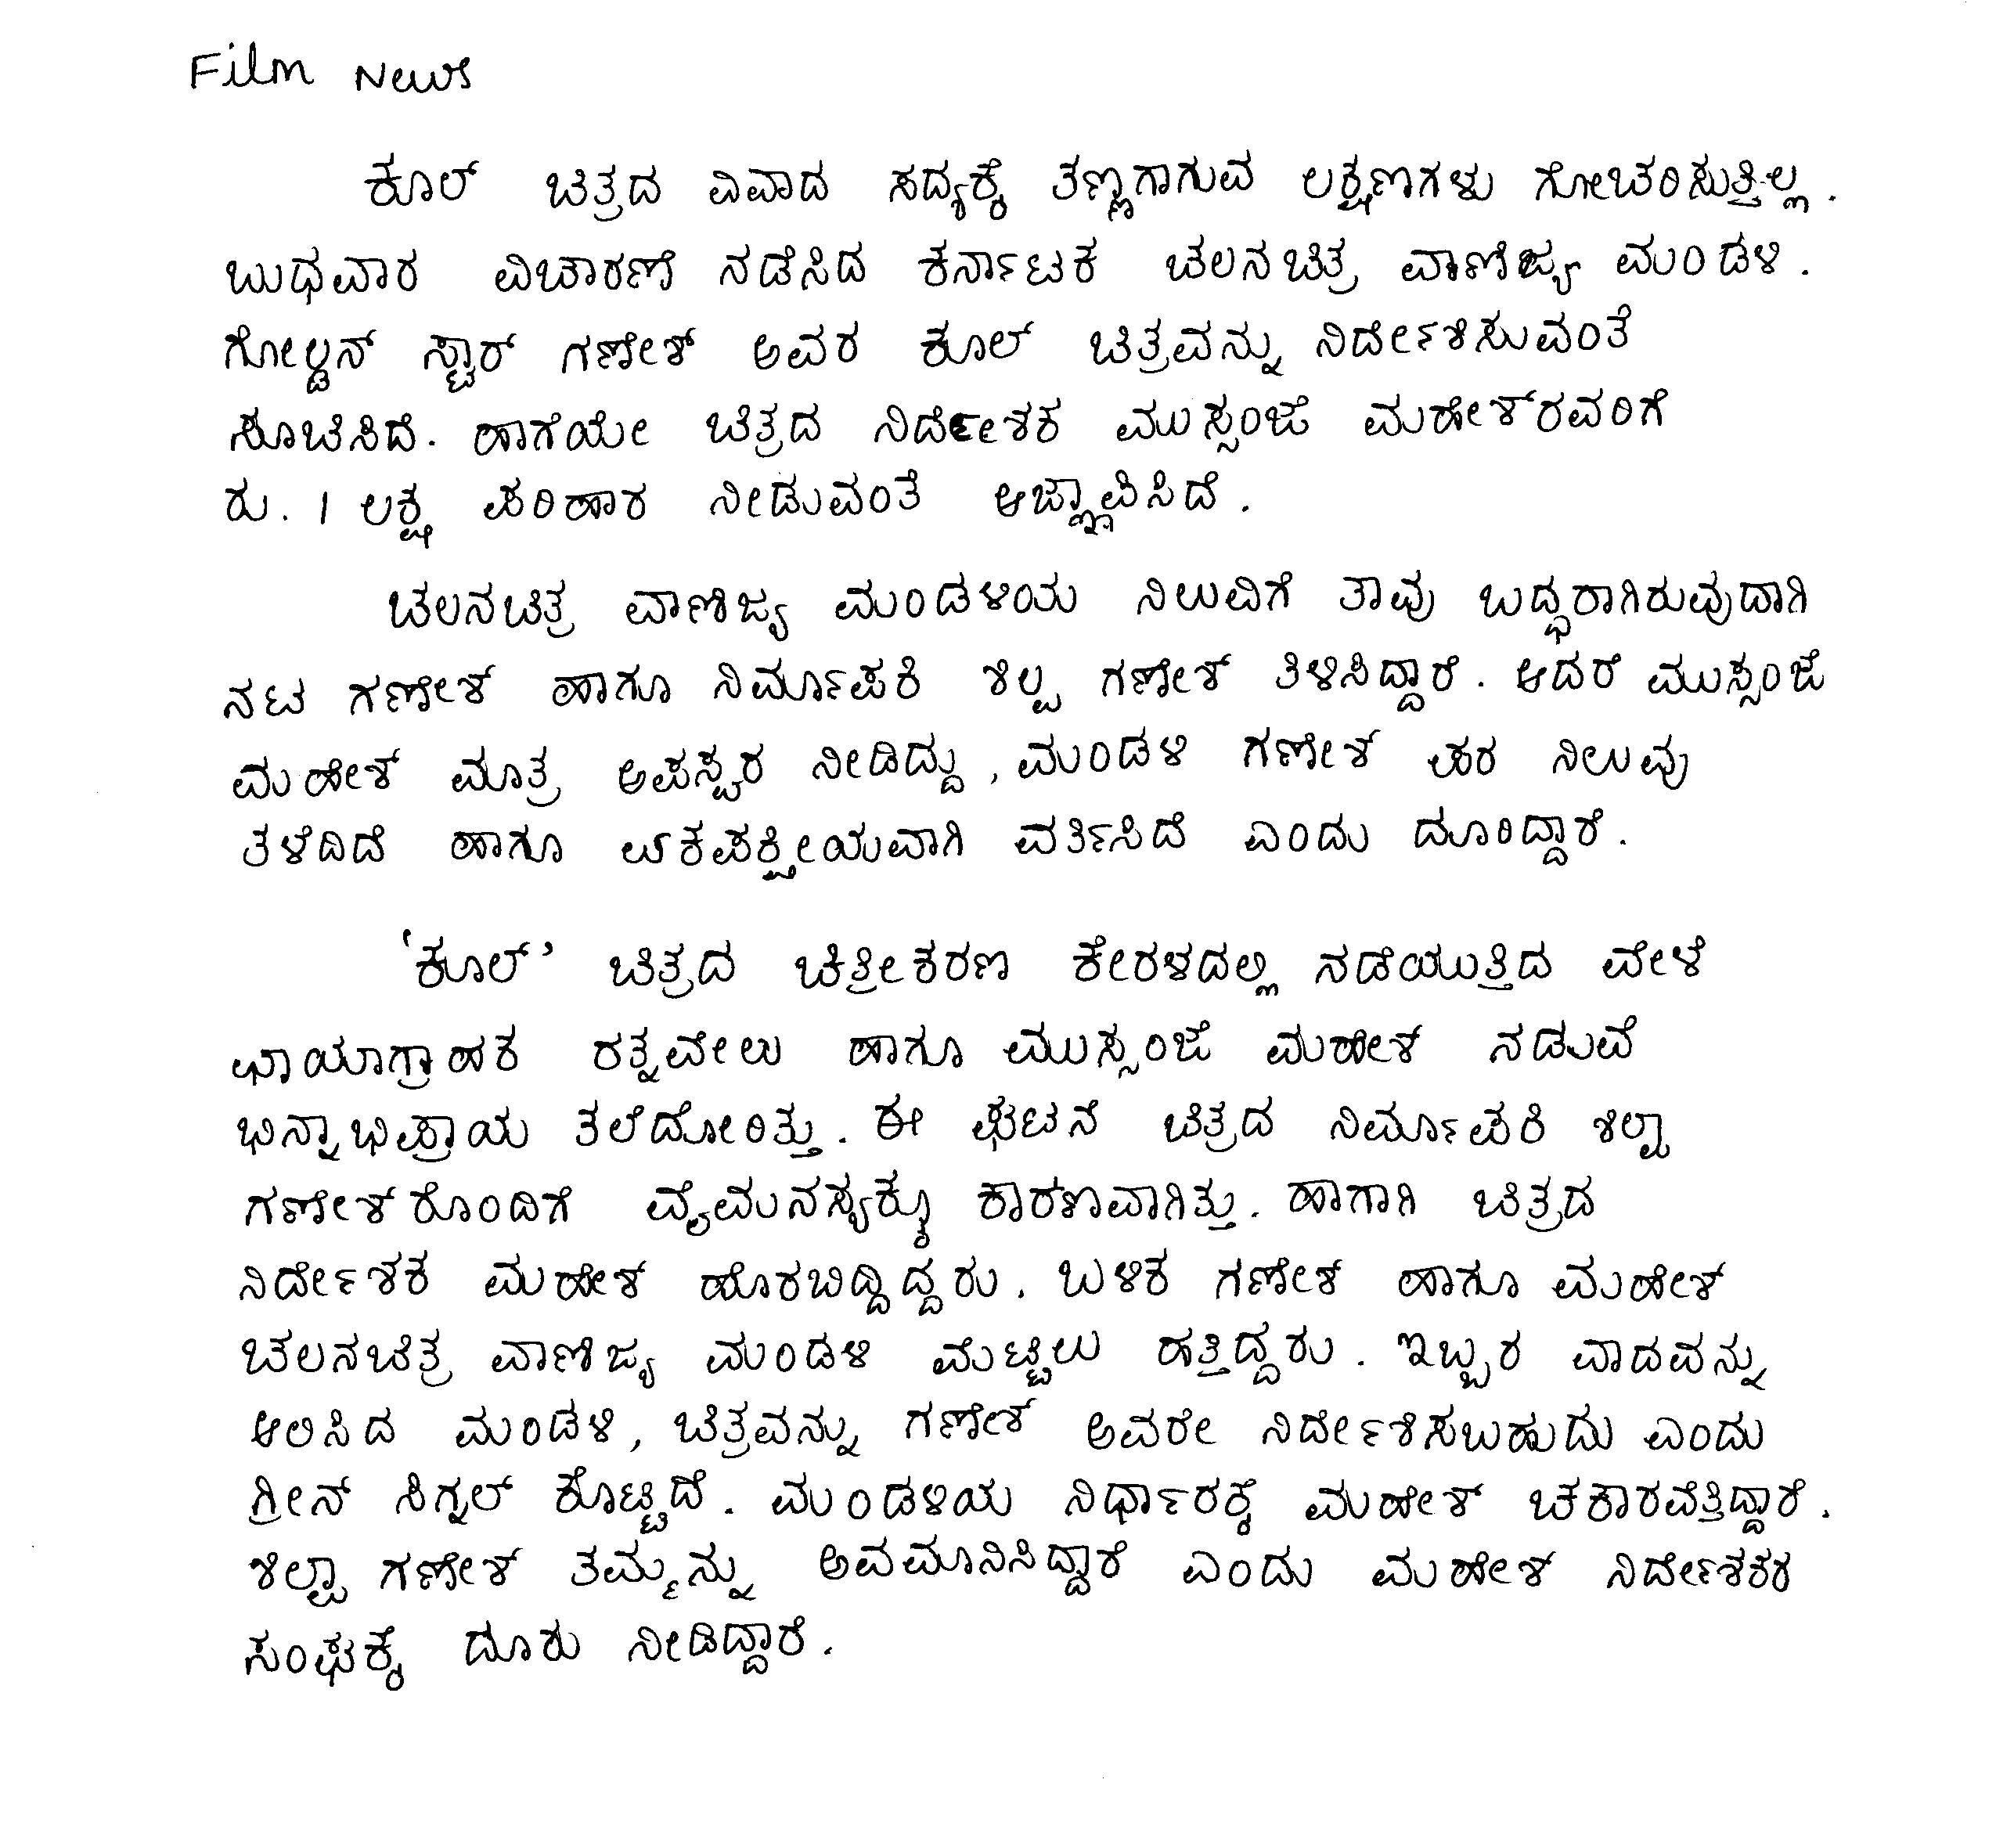 Film News
ಕೂಲ್ ಚಿತ್ರದ ವಿವಾದ ಸದ್ಯಕ್ಕೆ ತಣ್ಣಗಾಗುವ ಲಕ್ಷಣಗಳು ಗೋಚರಿಸುತ್ತಿಲ್ಲ.
ಬುಧವಾರ ವಿಚಾರಣೆ ನಡೆಸಿದ ಕರ್ನಾಟಕ ಚಲನಚಿತ್ರ ವಾಣಿಜ್ಯ ಮಂಡಳಿ.
ಗೋಲ್ಡನ್ ಸ್ಟಾರ್ ಗಣೇಶ್ ಅವರ ಕೂಲ್ ಚಿತ್ರವನ್ನು ನಿರ್ದೇಶಿಸುವಂತೆ
ಸೂಚಿಸಿದೆ. ಹಾಗೆಯೇ ಚಿತ್ರದ ನಿರ್ದೇಶಕ ಮುಸ್ಸಂಜೆ ಮಹೇಶ್‌ರವರಿಗೆ
ರು. 1 ಲಕ್ಷ ಪರಿಹಾರ ನೀಡುವಂತೆ ಆಜ್ಞಾಪಿಸಿದೆ.
ಚಲನಚಿತ್ರ ವಾಣಿಜ್ಯ ಮಂಡಳಿಯ ನಿಲುವಿಗೆ ತಾವು ಬದ್ಧರಾಗಿರುವುದಾಗಿ
ನಟ ಗಣೇಶ್ ಹಾಗೂ ನಿರ್ಮಾಪಕಿ ಶಿಲ್ಪ ಗಣೇಶ್ ತಿಳಿಸಿದ್ದಾರೆ. ಆದರೆ ಮುಸ್ಸಂಜೆ
ಮಹೇಶ್ ಮಾತ್ರ ಅಪಸ್ವರ ನೀಡಿದ್ದು, ಮಂಡಳಿ ಗಣೇಶ್ ಪರ ನಿಲುವು
ತಳೆದಿದೆ ಹಾಗೂ ಏಕಪಕ್ಷೀಯವಾಗಿ ವರ್ತಿಸಿದೆ ಎಂದು ದೂರಿದ್ದಾರೆ.
'ಕೂಲ್' ಚಿತ್ರದ ಚಿತ್ರೀಕರಣ ಕೇರಳದಲ್ಲಿ ನಡೆಯುತ್ತಿದ ವೇಳೆ
ಛಾಯಾಗ್ರಾಹಕ ರತ್ನವೇಲು ಹಾಗೂ ಮುಸ್ಸಂಜೆ ಮಹೇಶ್ ನಡುವೆ
ಭಿನ್ನಾಭಿಪ್ರಾಯ ತಲೆದೋರಿತ್ತು. ಈ ಘಟನೆ ಚಿತ್ರದ ನಿರ್ಮಾಪಕಿ ಶಿಲ್ಪಾ
ಗಣೇಶ್‌ರೊಂದಿಗೆ ವೈಮನಸ್ಯಕ್ಕೂ ಕಾರಣವಾಗಿತ್ತು. ಹಾಗಾಗಿ ಚಿತ್ರದ
ನಿರ್ದೇಶಕ ಮಹೇಶ್ ಹೊರಬಿದ್ದಿದ್ದರು. ಬಳಿಕ ಗಣೇಶ್ ಹಾಗೂ ಮಹೇಶ್
ಚಲನಚಿತ್ರ ವಾಣಿಜ್ಯ ಮಂಡಳಿ ಮೆಟ್ಟಿಲು ಹತ್ತಿದ್ದರು. ಇಬ್ಬರ ವಾದವನ್ನು
ಆಲಿಸಿದ ಮಂಡಳಿ, ಚಿತ್ರವನ್ನು ಗಣೇಶ್ ಅವರೇ ನಿರ್ದೇಶಿಸಬಹುದು ಎಂದು
ಗ್ರೀನ್ ಸಿಗ್ನಲ್ ಕೊಟ್ಟಿದೆ. ಮಂಡಳಿಯ ನಿರ್ಧಾರಕ್ಕೆ ಮಹೇಶ್ ಚಕಾರವೆತ್ತಿದ್ದಾರೆ.
ಶಿಲ್ಪಾ ಗಣೇಶ್ ತಮ್ಮನ್ನು ಅವಮಾನಿಸಿದ್ದಾರೆ ಎಂದು ಮಹೇಶ್ ನಿರ್ದೇಶಕರ
ಸಂಘಕ್ಕೆ ದೂರು ನೀಡಿದ್ದಾರೆ.